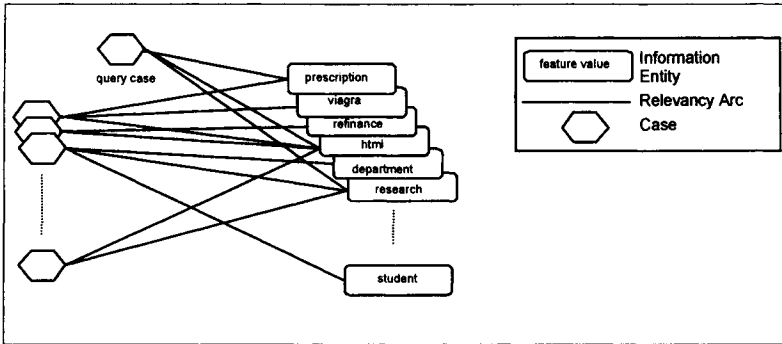 query case
prescription
viagra
refinance
html
department
research
student
feature value
Information
Entity
Relevancy Arc
Case